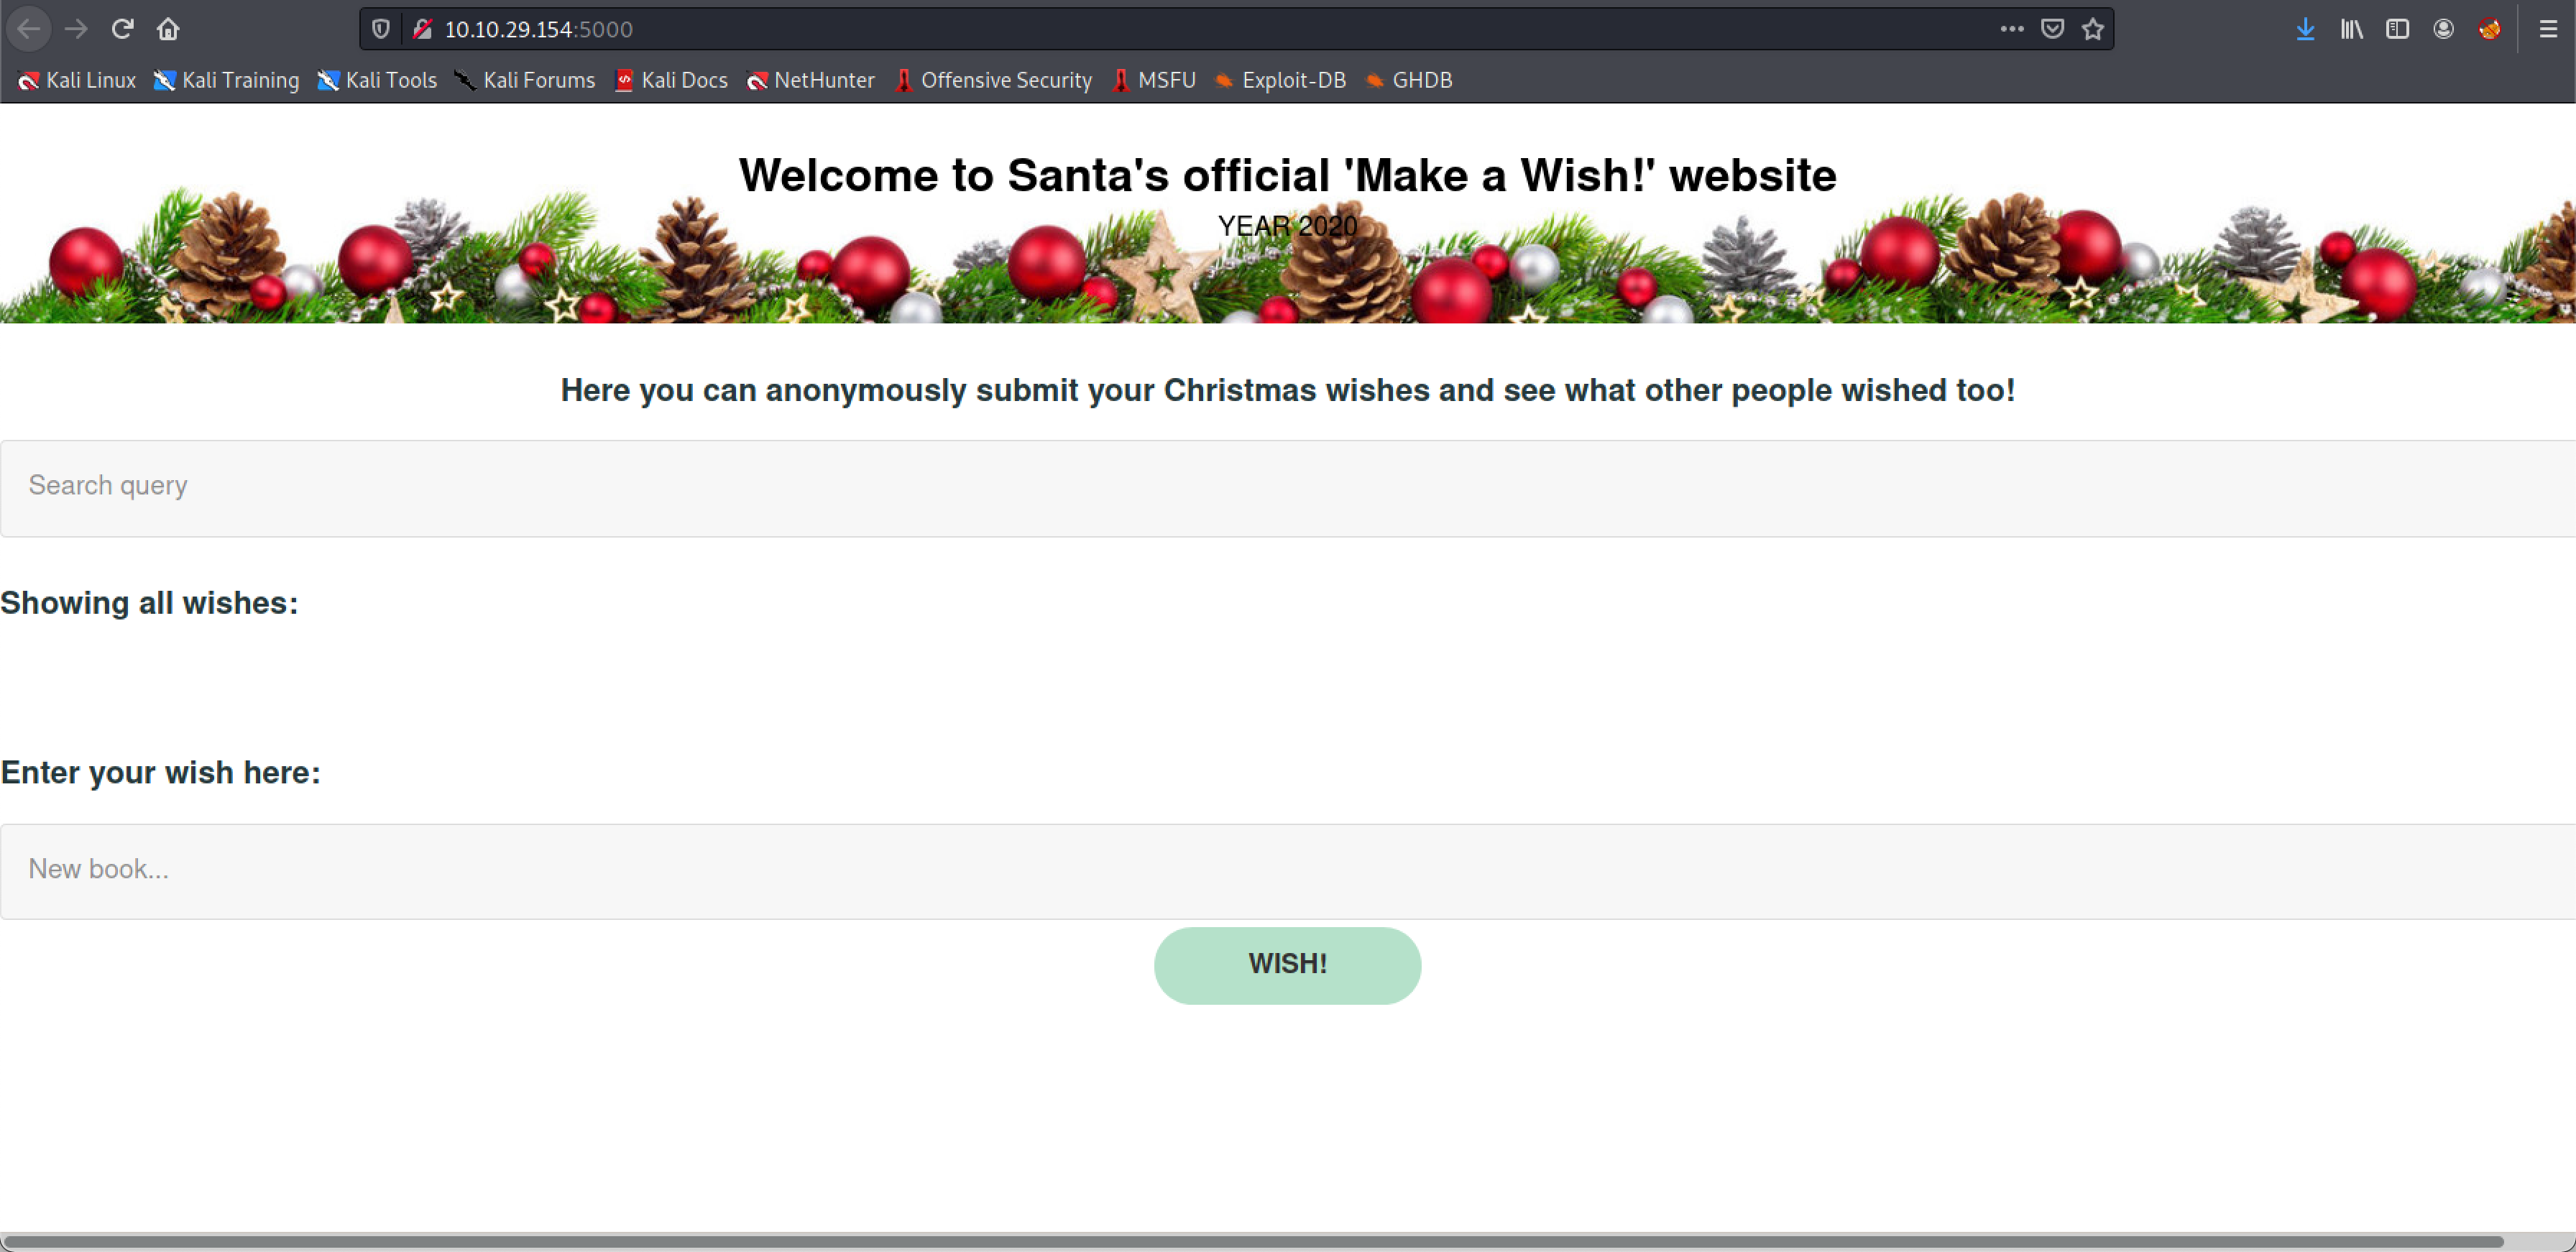 10.10.29.154:5000
Kali Linux Kali Training Kali Tools Kali Forums Kali Docs NetHunter Offensive Security MSFU Exploit-DB GHDB
Welcome to Santa's official 'Make a Wish!' website
YEAR 2020
Here you can anonymously submit your Christmas wishes and see what other people wished too!
Search query
Showing all wishes:
Enter your wish here:
New book...
WISH!